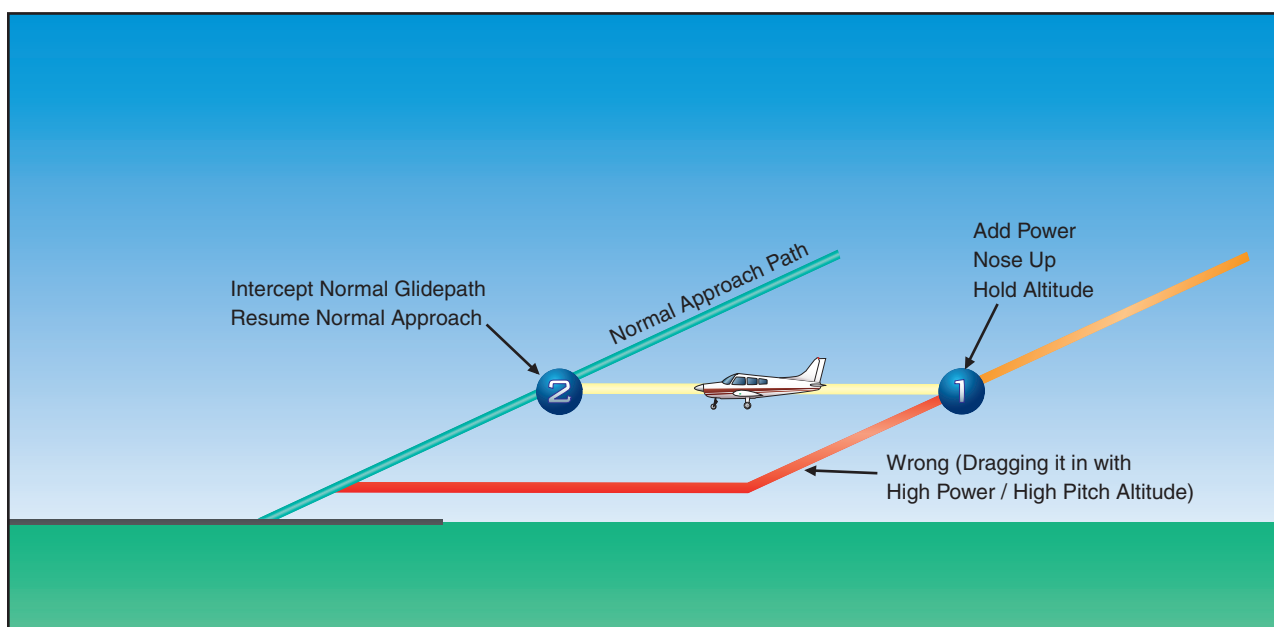 Add Power
Nose Up
Hold Altitude
Normal Approach Path
Intercept Normal Glidepath
Resume Normal Approach
2
1
Wrong (Dragging it in with
High Power / High Pitch Altitude)